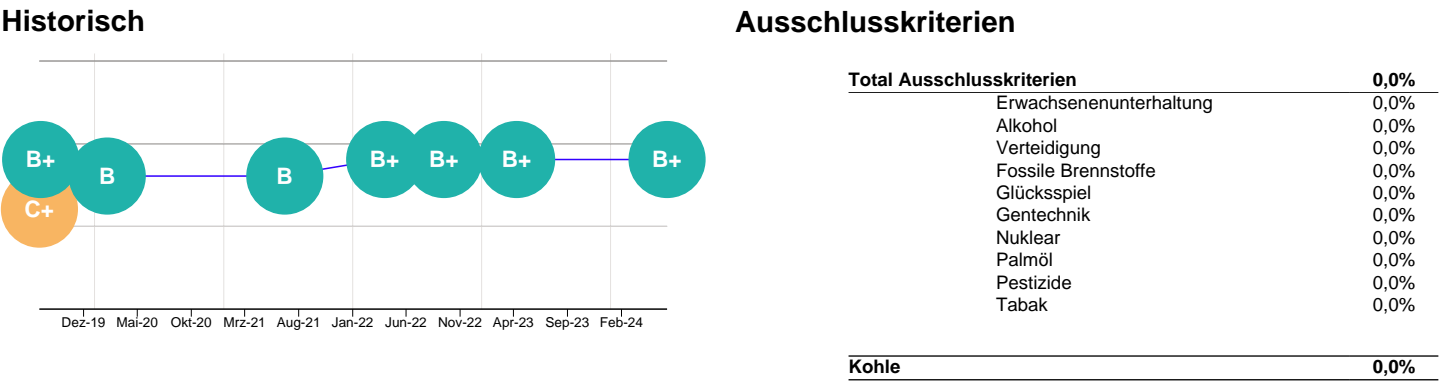 Historisch
B+
C+
B
B
B+
B+
B+
B+
Dez-19 Mai-20 Okt-20 Mrz-21 Aug-21 Jan-22 Jun-22 Nov-22 Apr-23 Sep-23 Feb-24
Ausschlusskriterien
Total Ausschlusskriterien 0,0%
Erwachsenenunterhaltung 0,0%
Alkohol 0,0%
Verteidigung 0,0%
Fossile Brennstoffe 0,0%
Glücksspiel 0,0%
Gentechnik 0,0%
Nuklear 0,0%
Palmöl 0,0%
Pestizide 0,0%
Tabak 0,0%
Kohle 0,0%